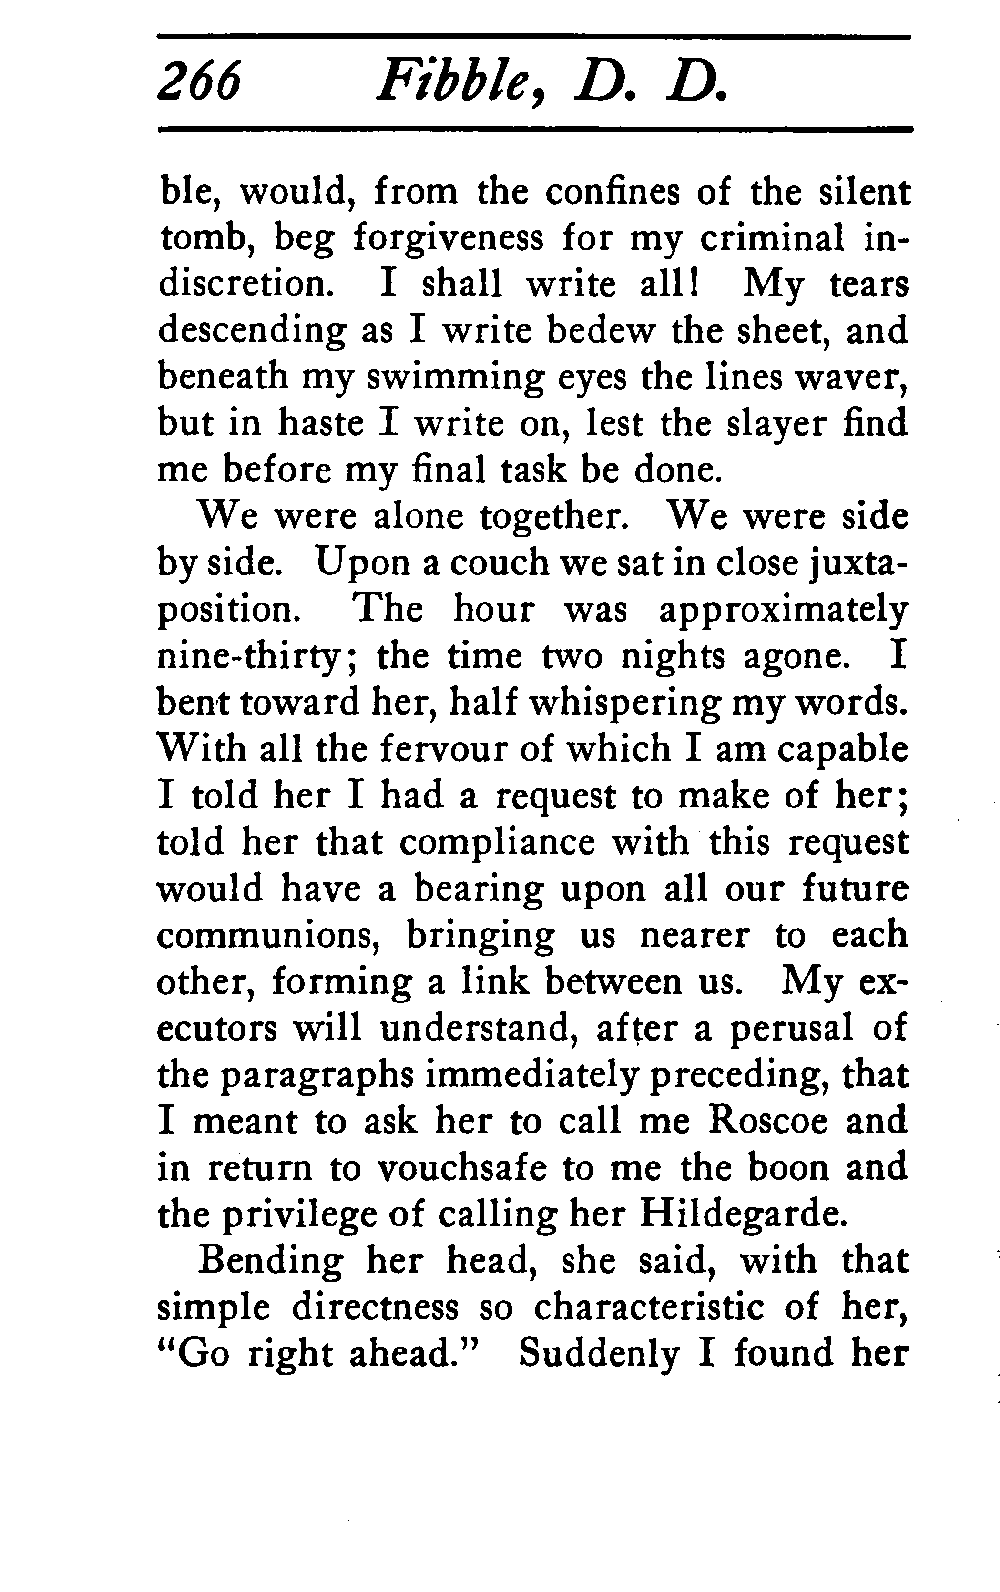 266 Fibble, D. D.
ble, would, from the confines of the silent
tomb, beg forgiveness for my criminal in-
discretion. I shall write all! My tears
descending as I write bedew the sheet, and
beneath my swimming eyes the lines waver,
but in haste I write on, lest the slayer find
me before my final task be done.
We were alone together. We were side
by side. Upon a couch we sat in close juxta-
position. The hour was approximately
nine-thirty; the time two nights agone. I
bent toward her, half whispering my words.
With all the fervour of which I am capable
I told her I had a request to make of her;
told her that compliance with this request
would have a bearing upon all our future
communions, bringing us nearer to each
other, forming a link between us. My ex-
ecutors will understand, after a perusal of
the paragraphs immediately preceding, that
I meant to ask her to call me Roscoe and
in return to vouchsafe to me the boon and
the privilege of calling her Hildegarde.
Bending her head, she said, with that
simple directness so characteristic of her,
"Go right ahead." Suddenly I found her